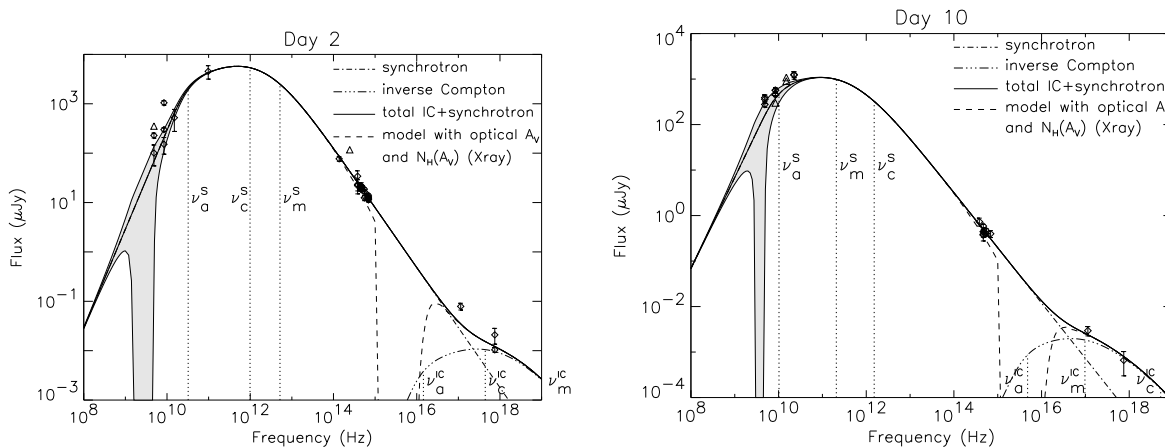 Day 2
synchrotron
inverse Compton
total IC+synchrotron
model with optical A_V
and N_H(A_V) (Xray)
ν_a^S ν_c^S ν_m^S
ν_a^IC ν_c^IC ν_m^IC
Flux (μJy)
10^3
10^1
10^-1
10^-3
10^8 10^10 10^12 10^14 10^16 10^18
Frequency (Hz)
Day 10
synchrotron
inverse Compton
total IC+synchrotron
model with optical A
and N_H(A_V) (Xray)
ν_a^S ν_m^S ν_c^S
ν_a^IC ν_m^IC ν_c^IC
Flux (μJy)
10^4
10^2
10^0
10^-2
10^-4
10^8 10^10 10^12 10^14 10^16 10^18
Frequency (Hz)